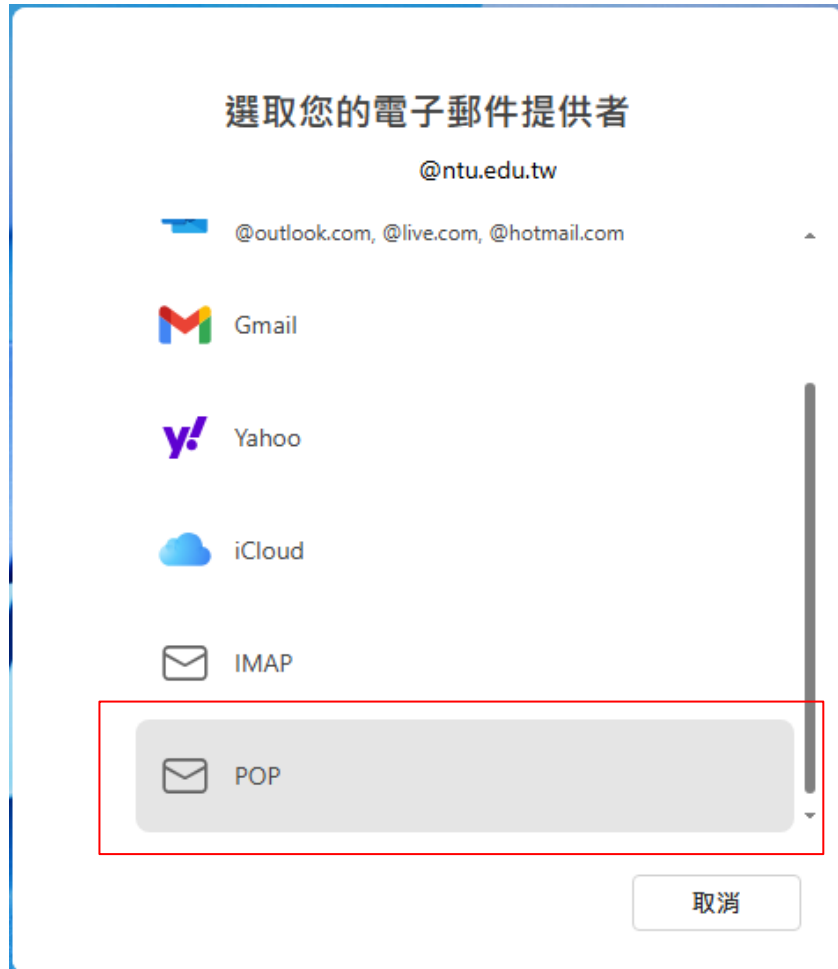 選取您的電子郵件提供者
@ntu.edu.tw
@outlook.com, @live.com, @hotmail.com
Gmail
Yahoo
iCloud
IMAP
POP
取消